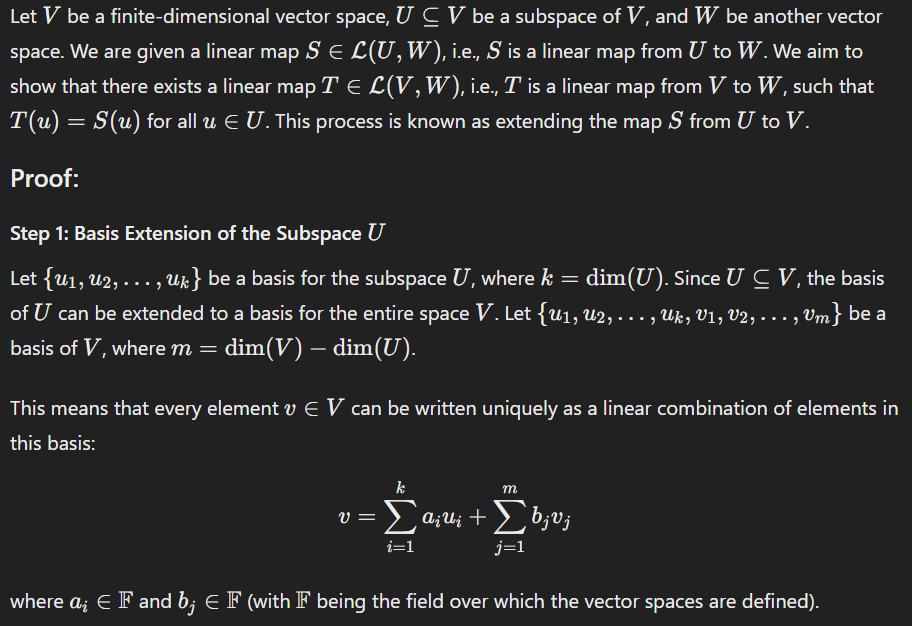 Let V be a finite-dimensional vector space, U ⊆ V be a subspace of V, and W be another vector
space. We are given a linear map S ∈ ℒ(U, W), i.e., S is a linear map from U to W. We aim to
show that there exists a linear map T ∈ ℒ(V, W), i.e., T is a linear map from V to W, such that
T(u) = S(u) for all u ∈ U. This process is known as extending the map S from U to V.
Proof:
Step 1: Basis Extension of the Subspace U
Let {u₁, u₂, . . . , uₖ} be a basis for the subspace U, where k = dim(U). Since U ⊆ V, the basis
of U can be extended to a basis for the entire space V. Let {u₁, u₂, . . . , uₖ, v₁, v₂, . . . , vₘ} be a
basis of V, where m = dim(V) − dim(U).
This means that every element v ∈ V can be written uniquely as a linear combination of elements in
this basis:
v = ∑_{i=1}^{k} aᵢuᵢ + ∑_{j=1}^{m} bⱼvⱼ
where aᵢ ∈ 𝔽 and bⱼ ∈ 𝔽 (with 𝔽 being the field over which the vector spaces are defined).